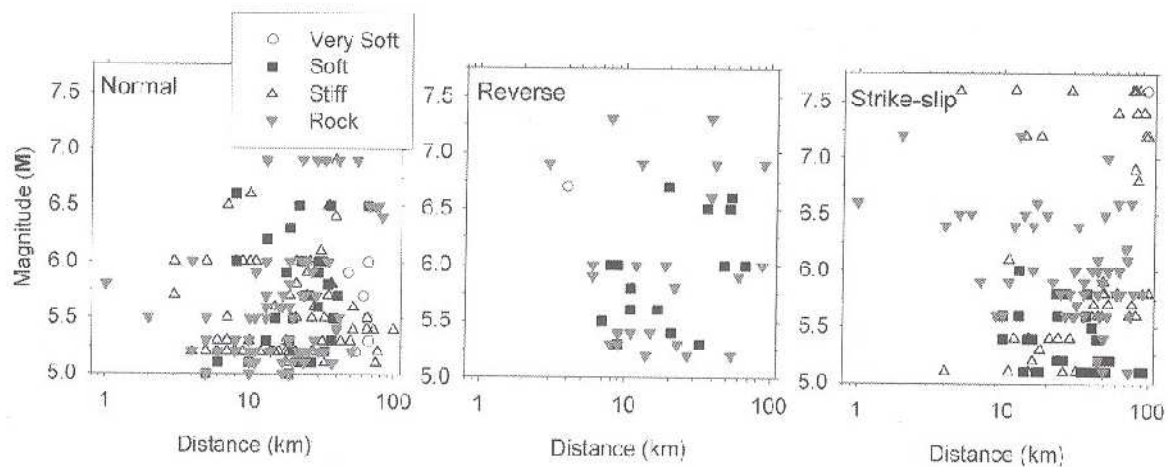 Very Soft
Soft
Stiff
Rock
Normal
7.5
7.0
6.5
6.0
5.5
5.0
Magnitude (M)
1 10 100
Distance (km)
Reverse
7.5
7.0
6.5
6.0
5.5
5.0
1 10 100
Distance (km)
Strike-slip
7.5
7.0
6.5
6.0
5.5
5.0
1 10 100
Distance (km)